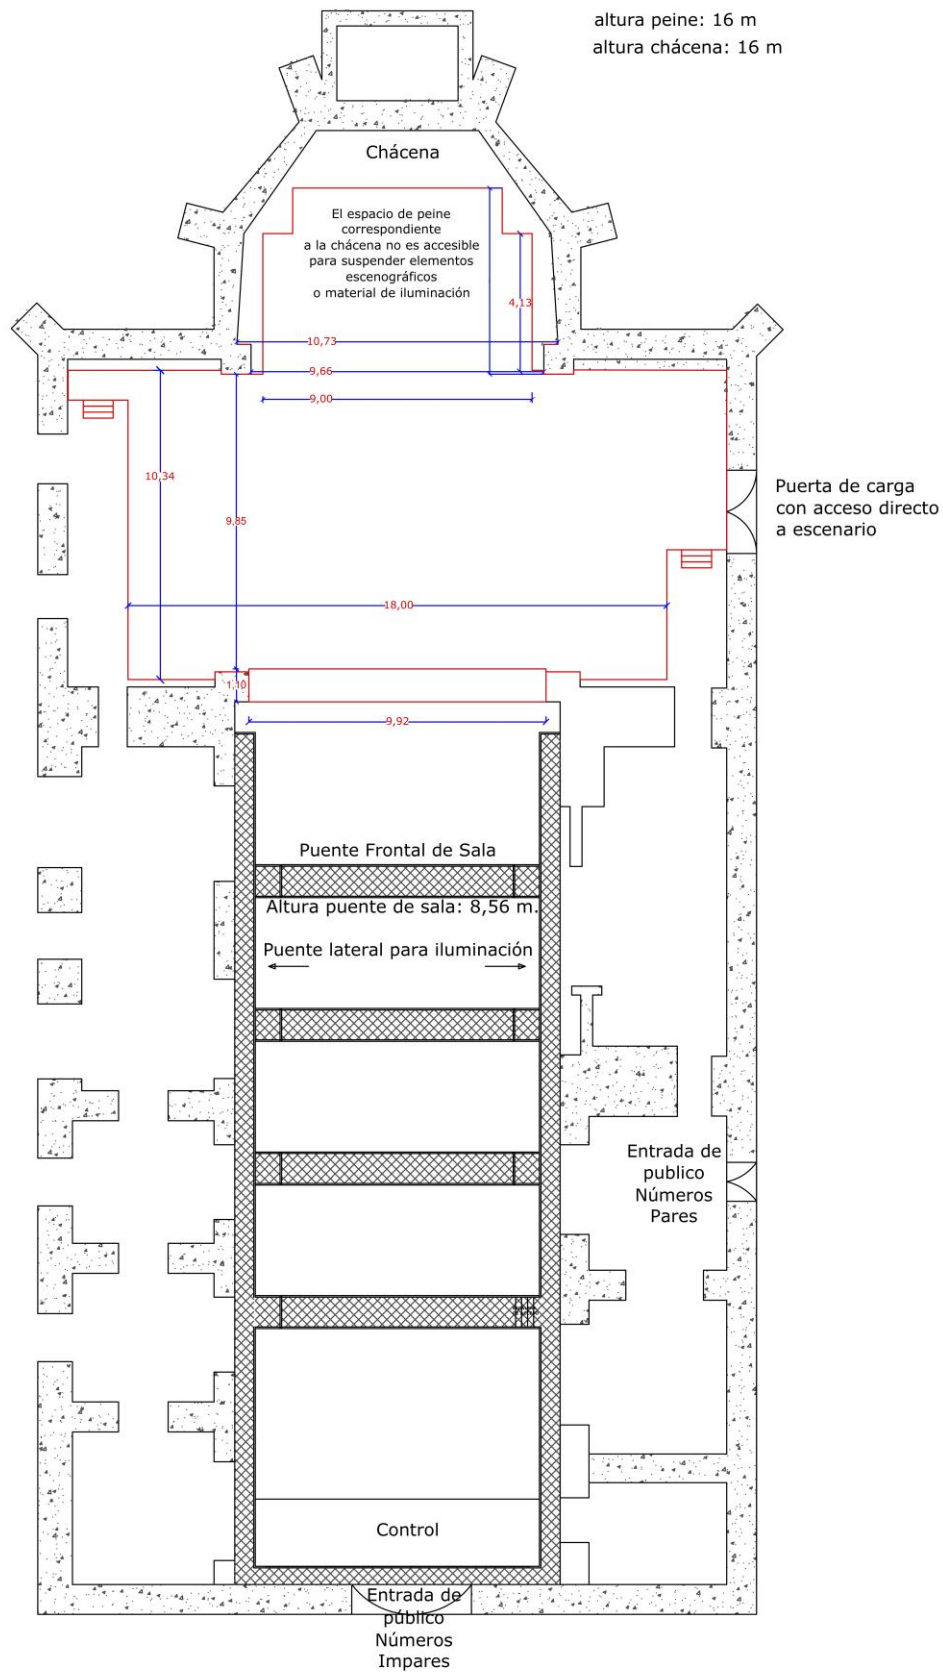 altura peine: 16 m
altura chácena: 16 m
Chácena
El espacio de peine
correspondiente
a la chácena no es accesible
para suspender elementos
escenográficos
o material de iluminación
4,13
10,73
9,66
9,00
10,34
9,85
Puerta de carga
con acceso directo
a escenario
18,00
1,10
9,92
Puente Frontal de Sala
Altura puente de sala: 8,56 m.
Puente lateral para iluminación
Entrada de
publico
Números
Pares
Control
Entrada de
público
Números
Impares